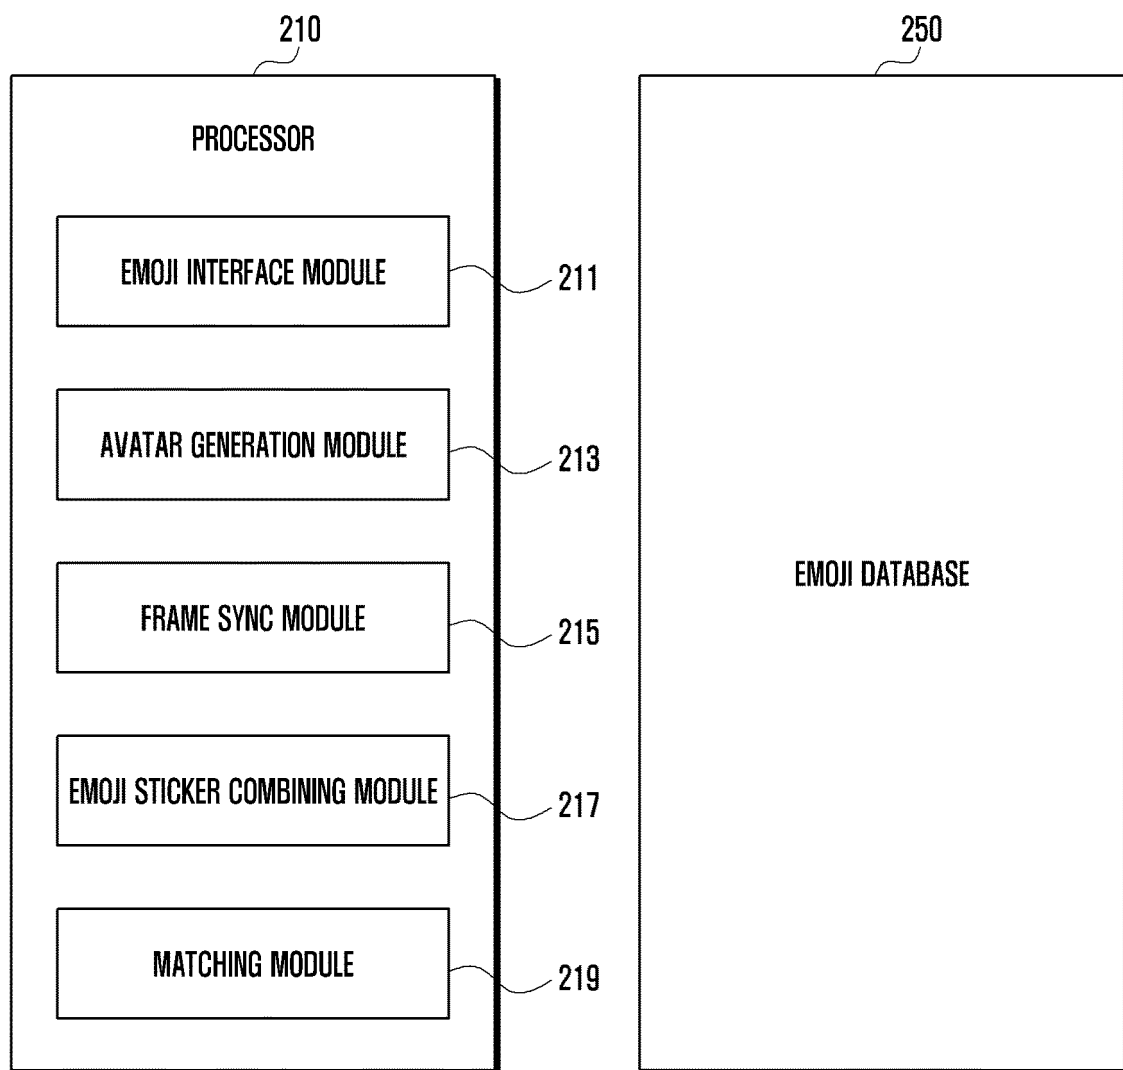 210
250
PROCESSOR
EMOJI INTERFACE MODULE
211
AVATAR GENERATION MODULE
213
FRAME SYNC MODULE
215
EMOJI STICKER COMBINING MODULE
217
MATCHING MODULE
219
EMOJI DATABASE